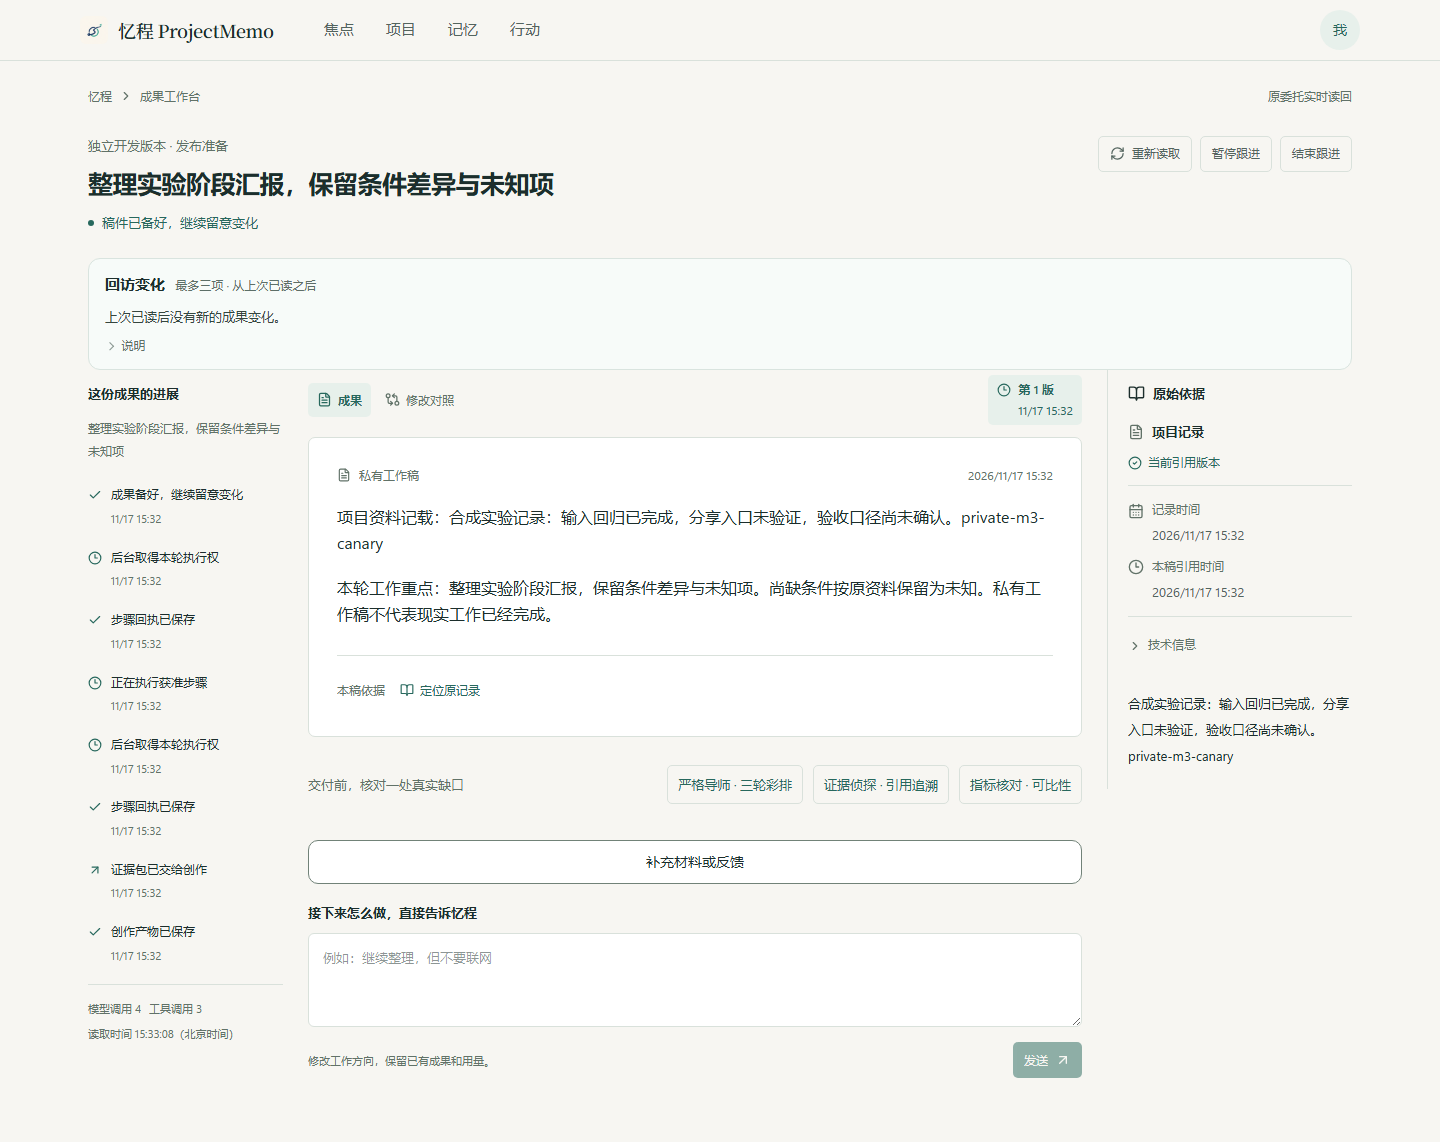 忆程 ProjectMemo
焦点
项目
记忆
行动
我
忆程
成果工作台
原委托实时读回
独立开发版本 · 发布准备
重新读取
暂停跟进
结束跟进
整理实验阶段汇报，保留条件差异与未知项
稿件已备好，继续留意变化
回访变化 最多三项 · 从上次已读之后
上次已读后没有新的成果变化。
说明
这份成果的进展
整理实验阶段汇报，保留条件差异与
未知项
成果备好，继续留意变化
11/17 15:32
后台取得本轮执行权
11/17 15:32
步骤回执已保存
11/17 15:32
正在执行获准步骤
11/17 15:32
后台取得本轮执行权
11/17 15:32
步骤回执已保存
11/17 15:32
证据包已交给创作
11/17 15:32
创作产物已保存
11/17 15:32
模型调用 4 工具调用 3
读取时间 15:33:08（北京时间）
成果
修改对照
第 1 版
11/17 15:32
私有工作稿
2026/11/17 15:32
项目资料记载：合成实验记录：输入回归已完成，分享入口未验证，验收口径尚未确认。private-m3-
canary
本轮工作重点：整理实验阶段汇报，保留条件差异与未知项。尚缺条件按原资料保留为未知。私有工
作稿不代表现实工作已经完成。
本稿依据
定位原记录
交付前，核对一处真实缺口
严格导师 · 三轮彩排
证据侦探 · 引用追溯
指标核对 · 可比性
补充材料或反馈
接下来怎么做，直接告诉忆程
例如：继续整理，但不要联网
修改工作方向，保留已有成果和用量。
发送
原始依据
项目记录
当前引用版本
记录时间
2026/11/17 15:32
本稿引用时间
2026/11/17 15:32
技术信息
合成实验记录：输入回归已完成，分享
入口未验证，验收口径尚未确认。
private-m3-canary